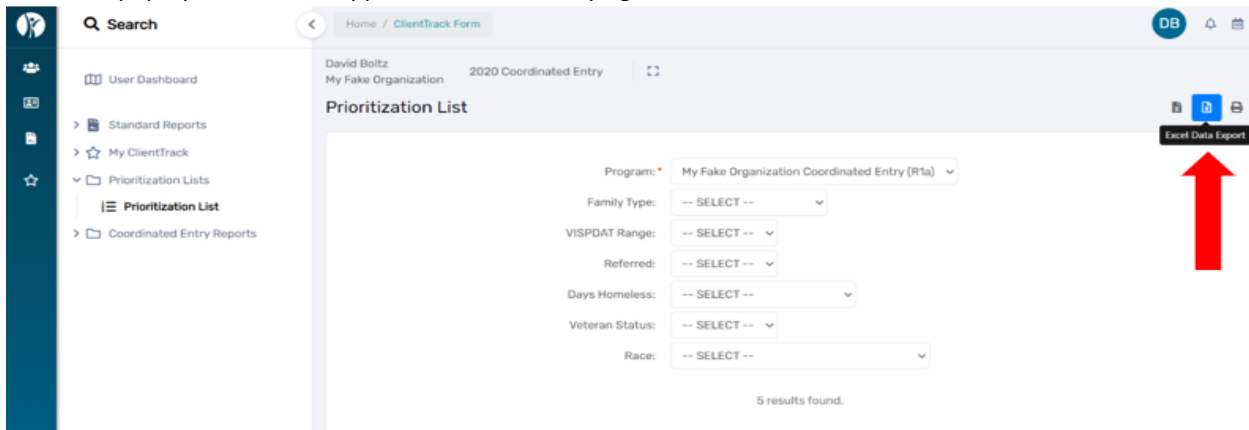 Search
Home / ClientTrack Form
DB
User Dashboard
David Boltz
My Fake Organization
2020 Coordinated Entry
Prioritization List
Standard Reports
Excel Data Export
My ClientTrack
Prioritization Lists
Prioritization List
Coordinated Entry Reports
Program:* My Fake Organization Coordinated Entry (R1a)
Family Type: -- SELECT --
VISPDAT Range: -- SELECT --
Referred: -- SELECT --
Days Homeless: -- SELECT --
Veteran Status: -- SELECT --
Race: -- SELECT --
5 results found.